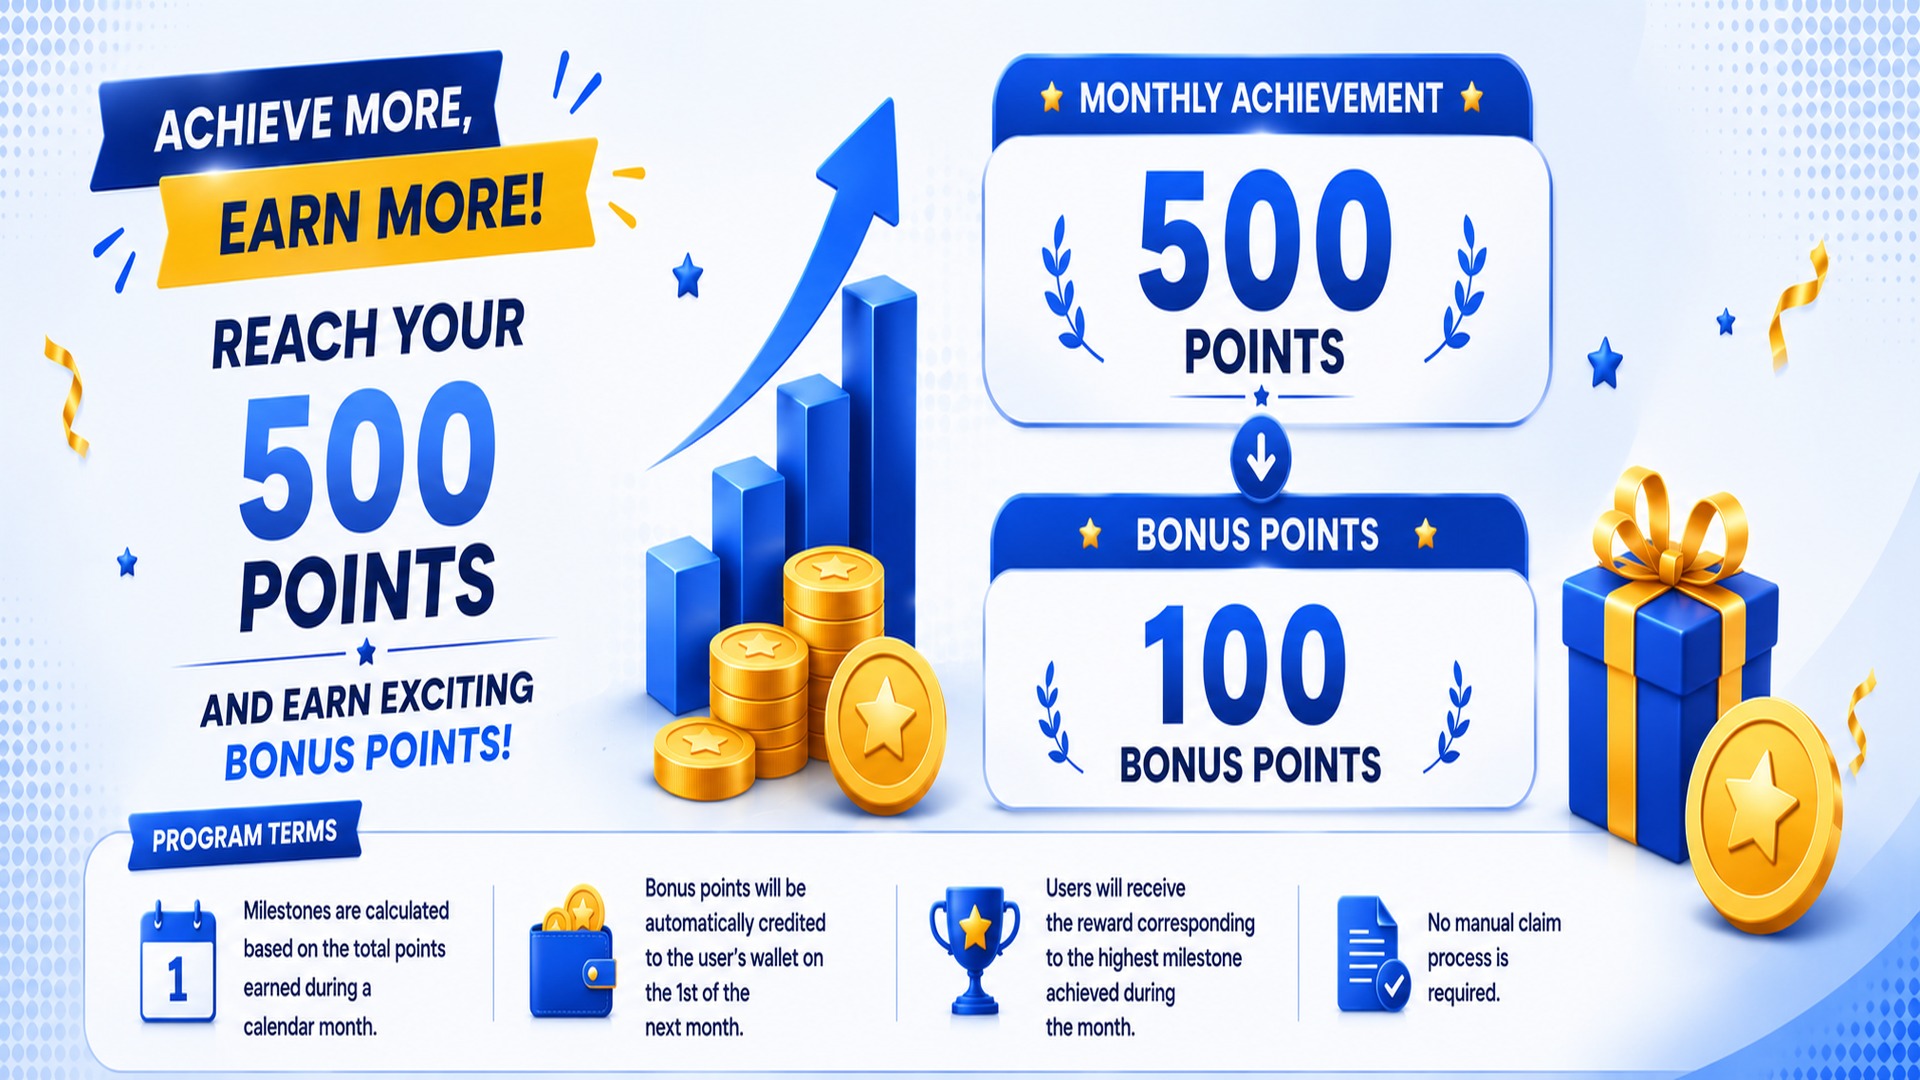 ACHIEVE MORE,
EARN MORE!
REACH YOUR
500
POINTS
AND EARN EXCITING
BONUS POINTS!
MONTHLY ACHIEVEMENT
500
POINTS
BONUS POINTS
100
BONUS POINTS
PROGRAM TERMS
1
Milestones are calculated
based on the total points
earned during a
calendar month.
Bonus points will be
automatically credited
to the user's wallet on
the 1st of the
next month.
Users will receive
the reward corresponding
to the highest milestone
achieved during
the month.
No manual claim
process is
required.